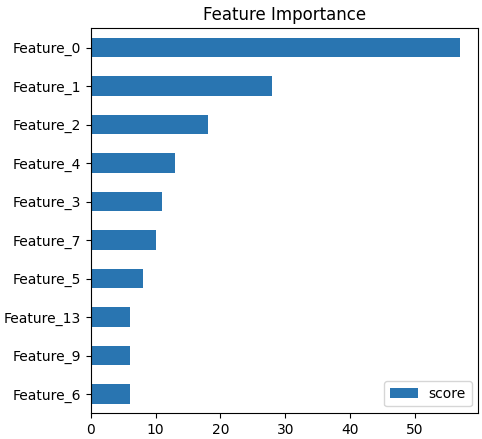 Feature Importance
Feature_0
Feature_1
Feature_2
Feature_4
Feature_3
Feature_7
Feature_5
Feature_13
Feature_9
Feature_6
score
0 10 20 30 40 50